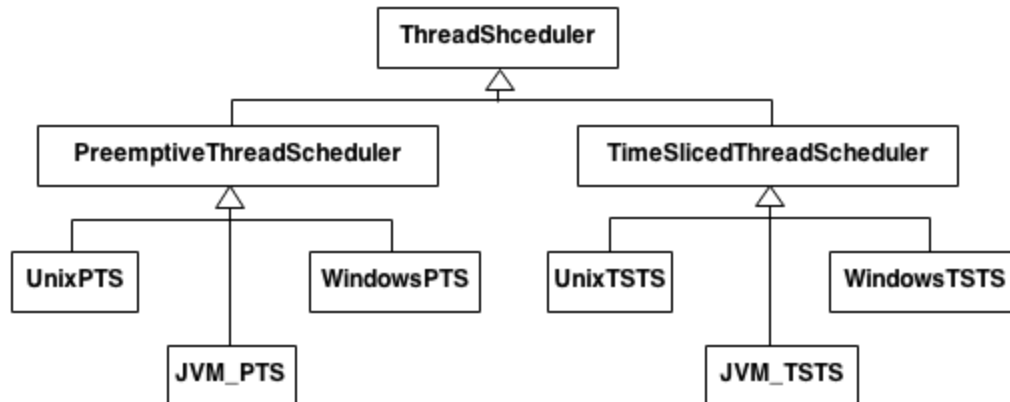 ThreadShceduler
PreemptiveThreadScheduler
TimeSlicedThreadScheduler
UnixPTS
WindowsPTS
UnixTSTS
WindowsTSTS
JVM_PTS
JVM_TSTS